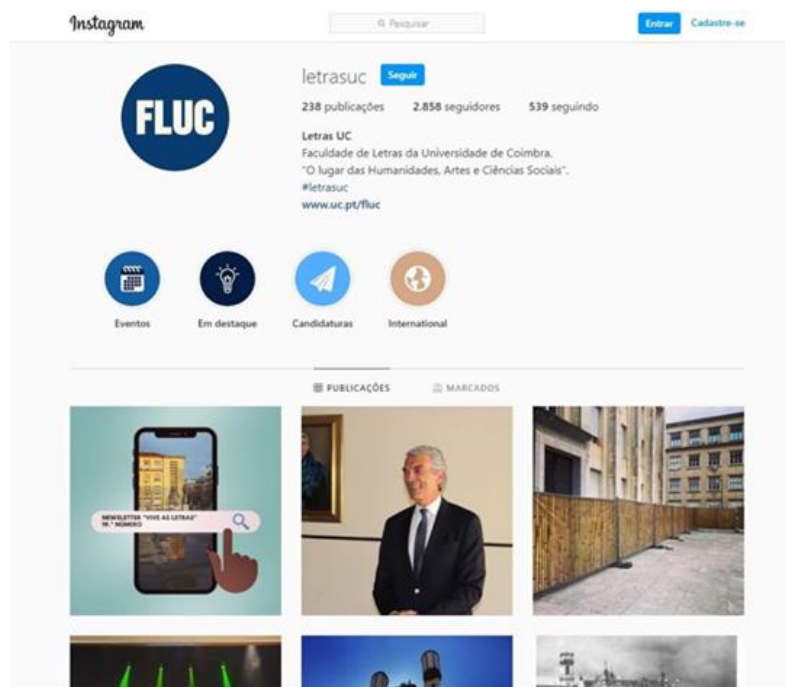 Instagram
Pesquisar
Entrar Cadastre-se
FLUC
letrasuc Seguir
238 publicações 2.858 seguidores 539 seguindo
Letras UC
Faculdade de Letras da Universidade de Coimbra.
"O lugar das Humanidades, Artes e Ciências Sociais".
#letrasuc
www.uc.pt/fluc
Eventos Em destaque Candidaturas International
PUBLICAÇÕES MARCADOS
NEWSLETTER "VIVE AS LETRAS"
19.º NÚMERO